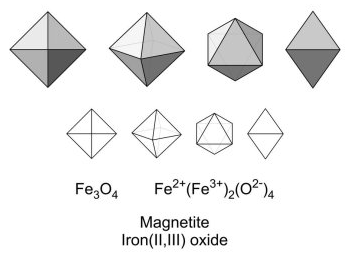 Fe₃O₄ Fe²⁺(Fe³⁺)₂(O²⁻)₄
Magnetite
Iron(II,III) oxide